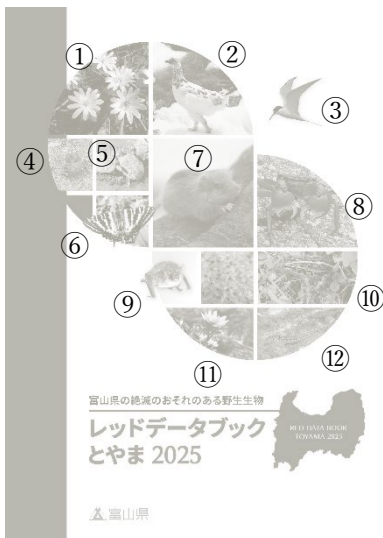 ①
②
③
④
⑤
⑦
⑧
⑥
⑨
⑩
⑪
⑫
富山県の絶滅のおそれのある野生生物
レッドデータブック
とやま 2025
RED DATA BOOK
TOYAMA 2025
富山県